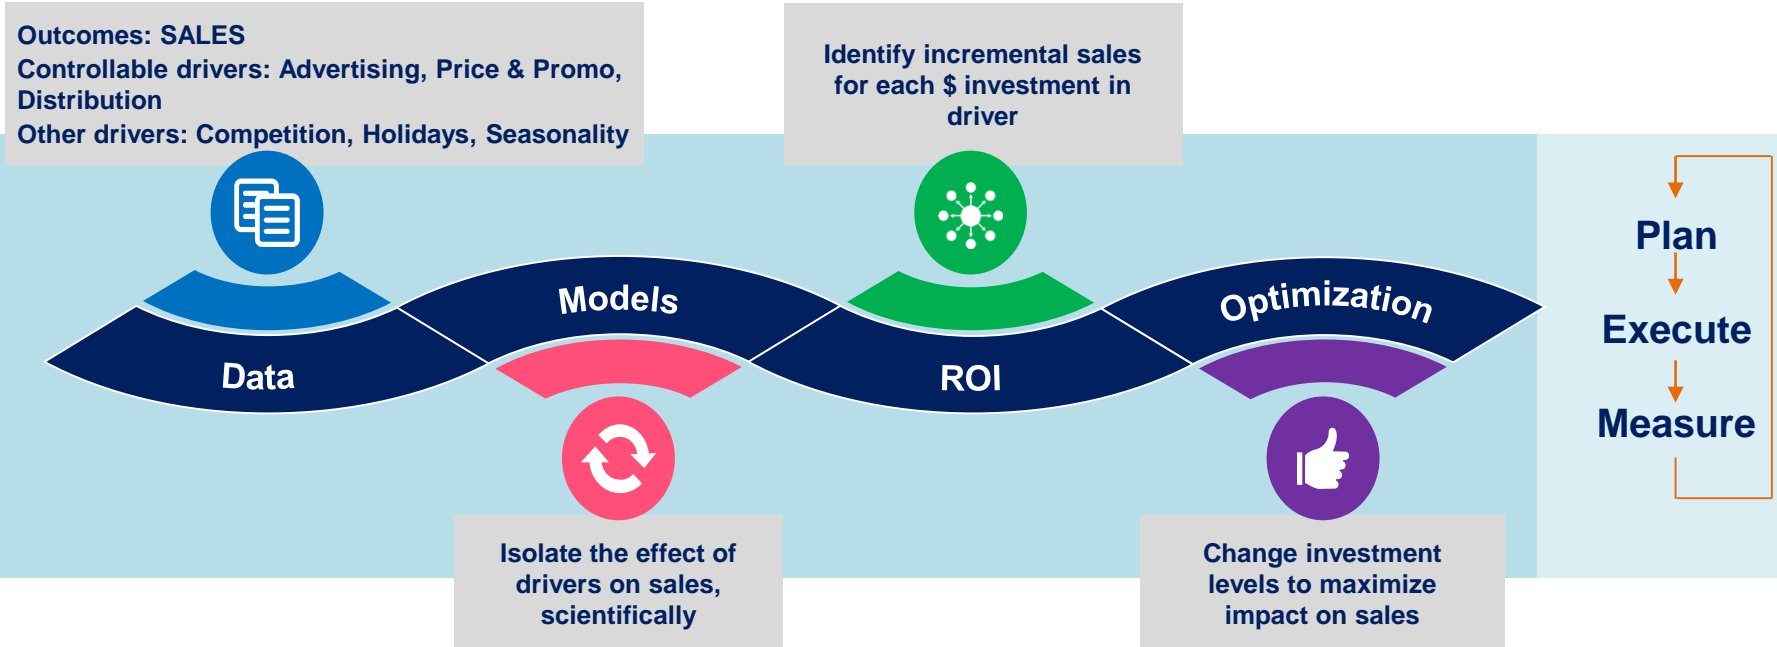 Outcomes: SALES
Controllable drivers: Advertising, Price & Promo,
Distribution
Other drivers: Competition, Holidays, Seasonality
Identify incremental sales
for each $ investment in
driver
Data
Models
ROI
Optimization
Isolate the effect of
drivers on sales,
scientifically
Change investment
levels to maximize
impact on sales
Plan
Execute
Measure